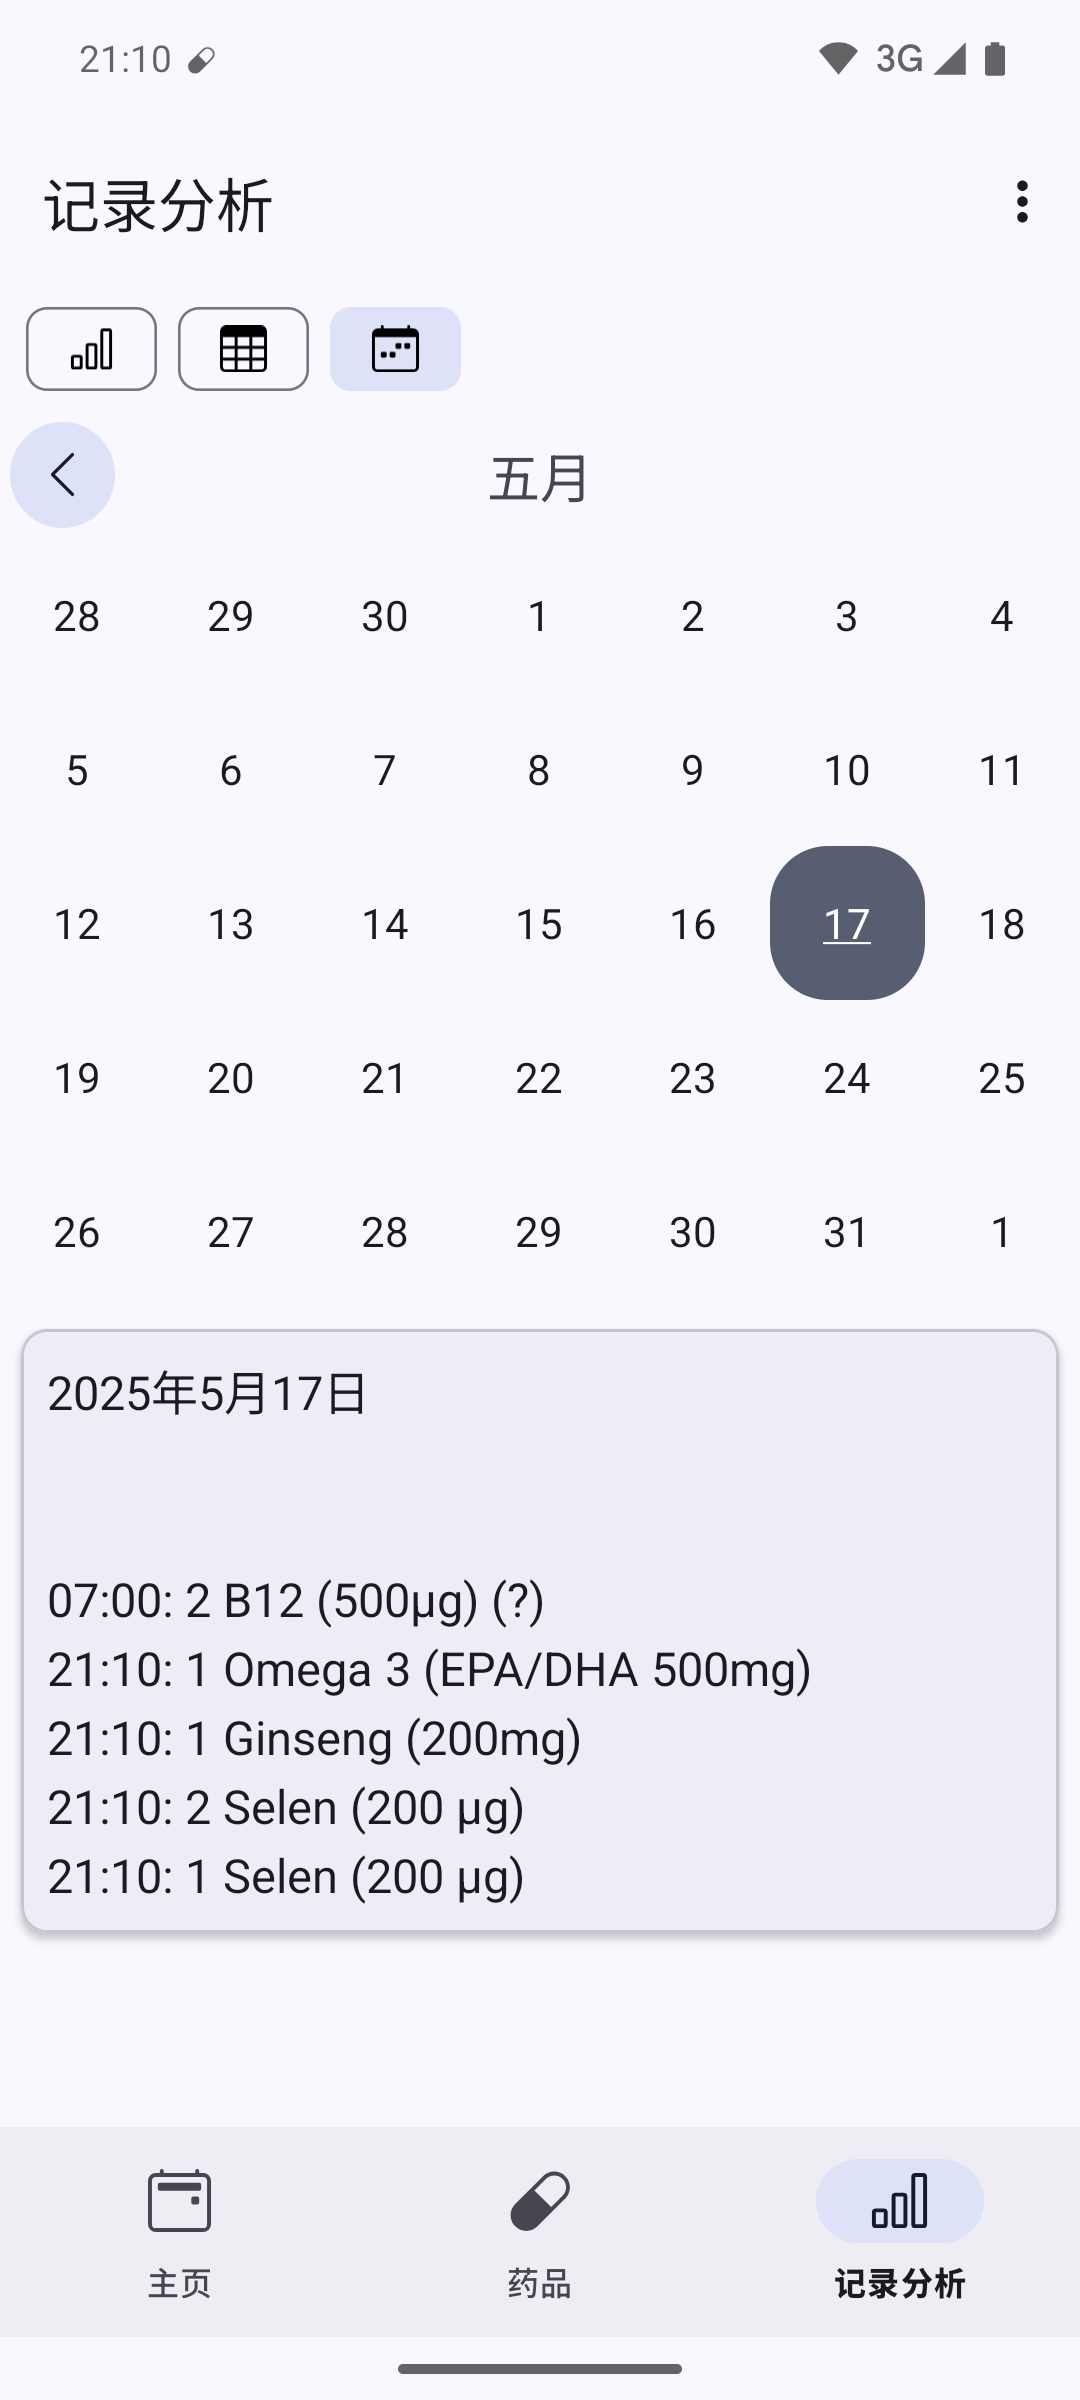 21:10 3G
记录分析
五月
28 29 30 1 2 3 4
5 6 7 8 9 10 11
12 13 14 15 16 17 18
19 20 21 22 23 24 25
26 27 28 29 30 31 1
2025年5月17日
07:00: 2 B12 (500µg) (?)
21:10: 1 Omega 3 (EPA/DHA 500mg)
21:10: 1 Ginseng (200mg)
21:10: 2 Selen (200 µg)
21:10: 1 Selen (200 µg)
主页 药品 记录分析